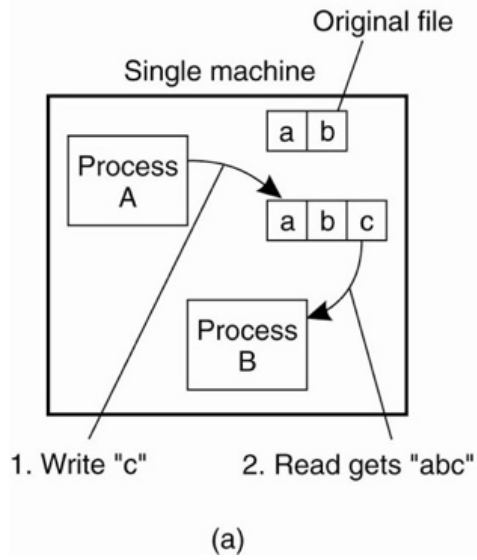 Original file
Single machine
a b
Process
A
a b c
Process
B
1. Write "c"
2. Read gets "abc"
(a)